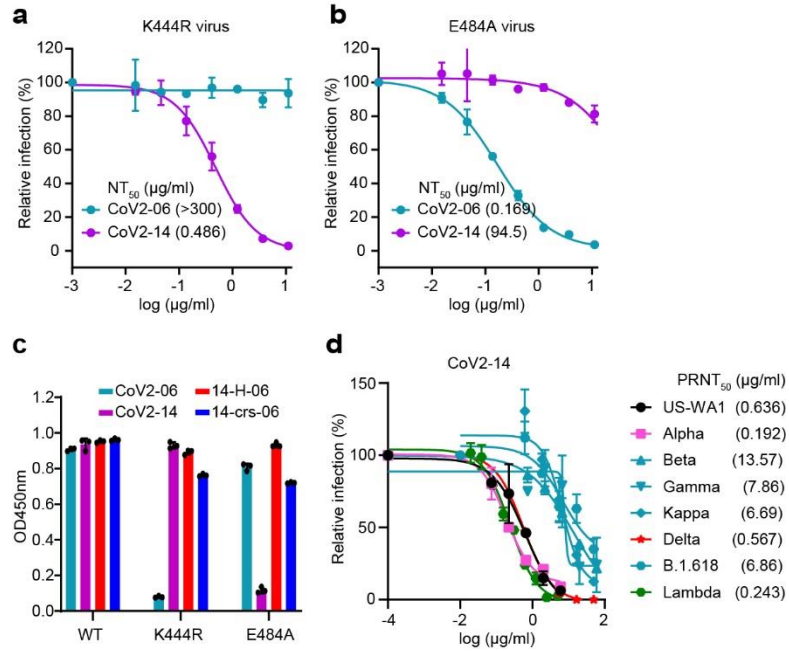 a
K444R virus
Relative infection (%)
120
100
80
60
40
20
0
NT50 (µg/ml)
CoV2-06 (>300)
CoV2-14 (0.486)
-3 -2 -1 0 1
log (µg/ml)
b
E484A virus
Relative infection (%)
120
100
80
60
40
20
0
NT50 (µg/ml)
CoV2-06 (0.169)
CoV2-14 (94.5)
-3 -2 -1 0 1
log (µg/ml)
c
CoV2-06 14-H-06
CoV2-14 14-crs-06
OD450nm
1.2
1.0
0.8
0.6
0.4
0.2
0.0
WT K444R E484A
d
CoV2-14
Relative infection (%)
150
100
50
0
-4 -2 0 2
log (µg/ml)
PRNT50 (µg/ml)
US-WA1 (0.636)
Alpha (0.192)
Beta (13.57)
Gamma (7.86)
Kappa (6.69)
Delta (0.567)
B.1.618 (6.86)
Lambda (0.243)